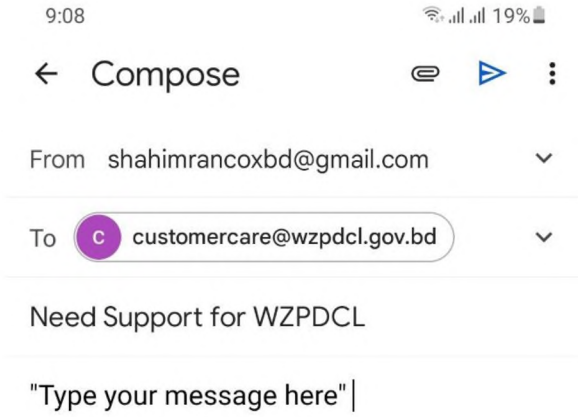 9:08 19%
Compose
From shahimrancoxbd@gmail.com
To C customercare@wzpdcl.gov.bd
Need Support for WZPDCL
"Type your message here"